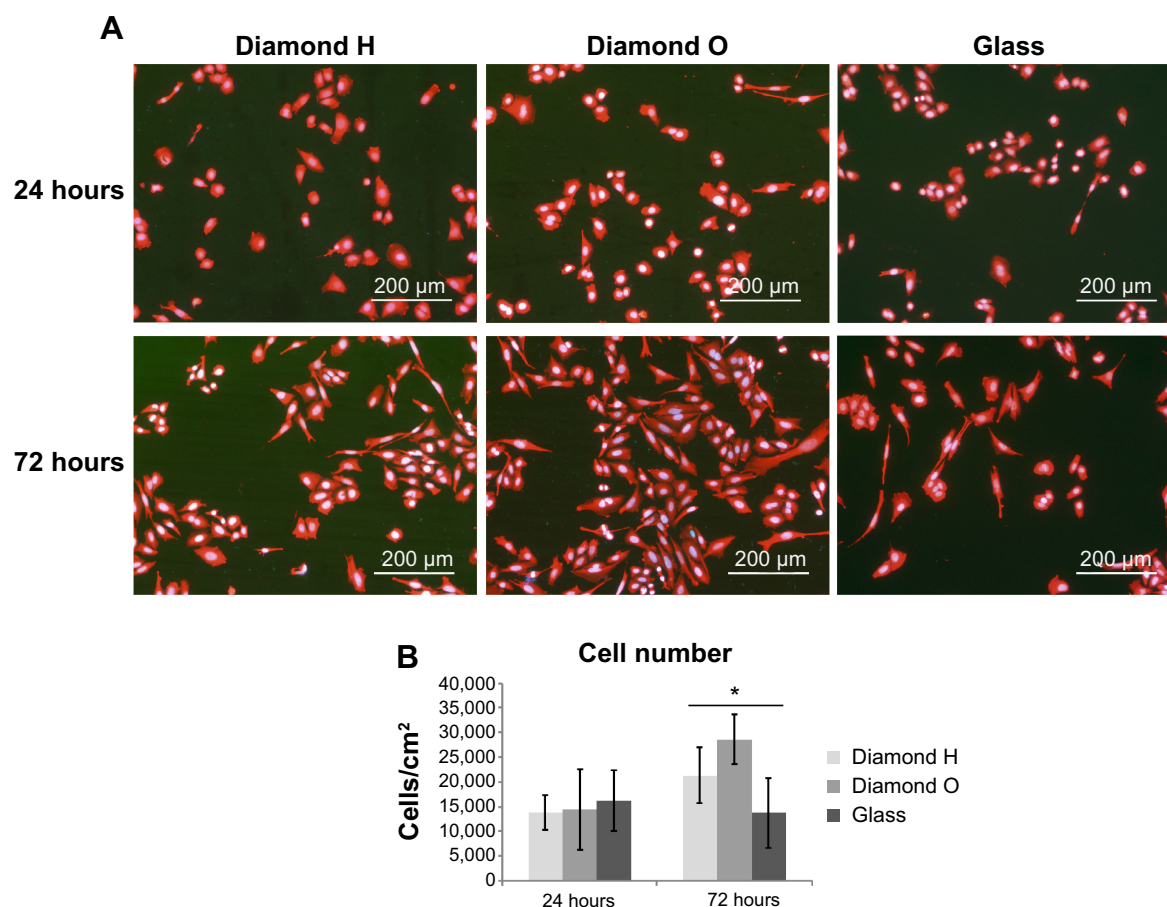 A
Diamond H
Diamond O
Glass
24 hours
200 µm
200 µm
200 µm
72 hours
200 µm
200 µm
200 µm
B
Cell number
Cells/cm²
40,000
35,000
30,000
25,000
20,000
15,000
10,000
5,000
0
*
24 hours
72 hours
Diamond H
Diamond O
Glass